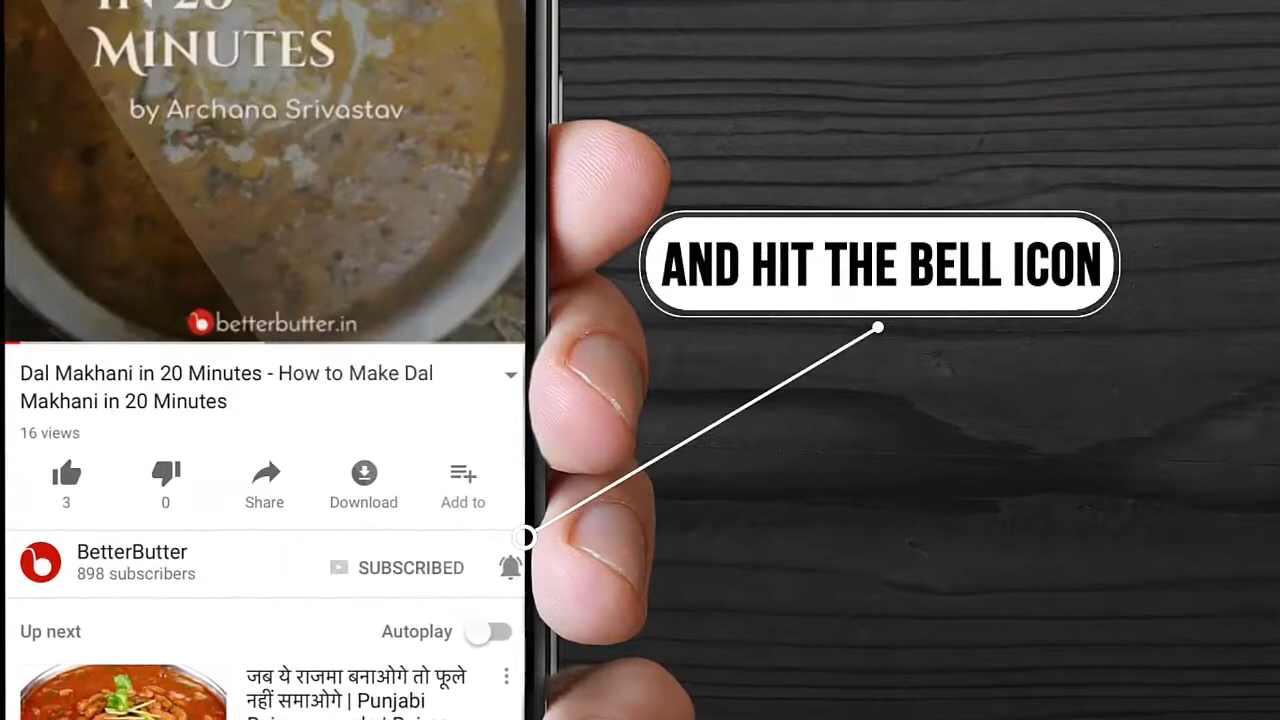 IN 20
MINUTES
by Archana Srivastav
betterbutter.in
AND HIT THE BELL ICON
Dal Makhani in 20 Minutes - How to Make Dal
Makhani in 20 Minutes
16 views
3
0
Share
Download
Add to
BetterButter
898 subscribers
SUBSCRIBED
Up next
Autoplay
जब ये राजमा बनाओगे तो फूले
नहीं समाओगे | Punjabi